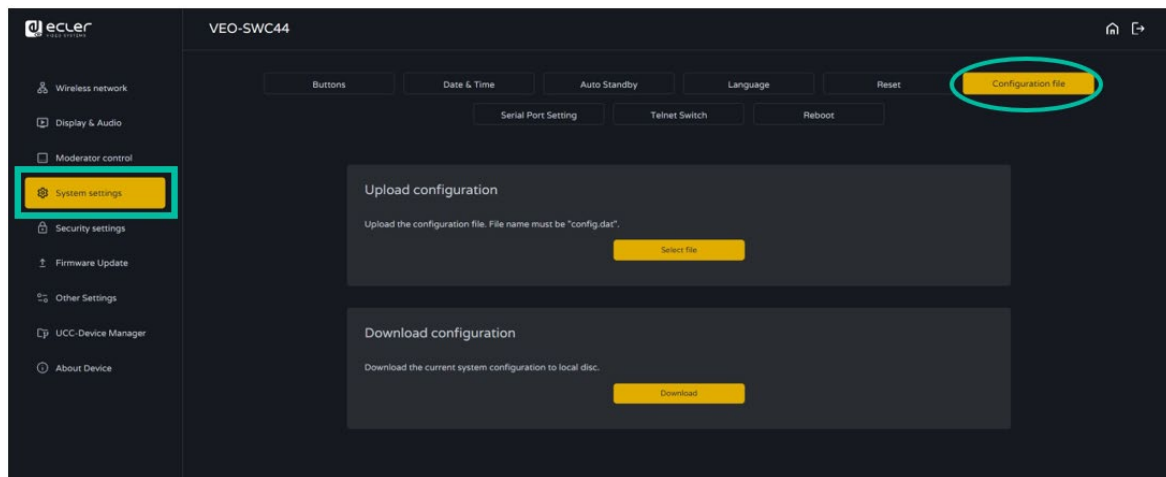 ecler
VIDEO SYSTEMS
VEO-SWC44
Wireless network
Display & Audio
Moderator control
System settings
Security settings
Firmware Update
Other Settings
UCC-Device Manager
About Device
Buttons
Date & Time
Auto Standby
Language
Reset
Configuration file
Serial Port Setting
Telnet Switch
Reboot
Upload configuration
Upload the configuration file. File name must be "config.dat".
Select file
Download configuration
Download the current system configuration to local disc.
Download